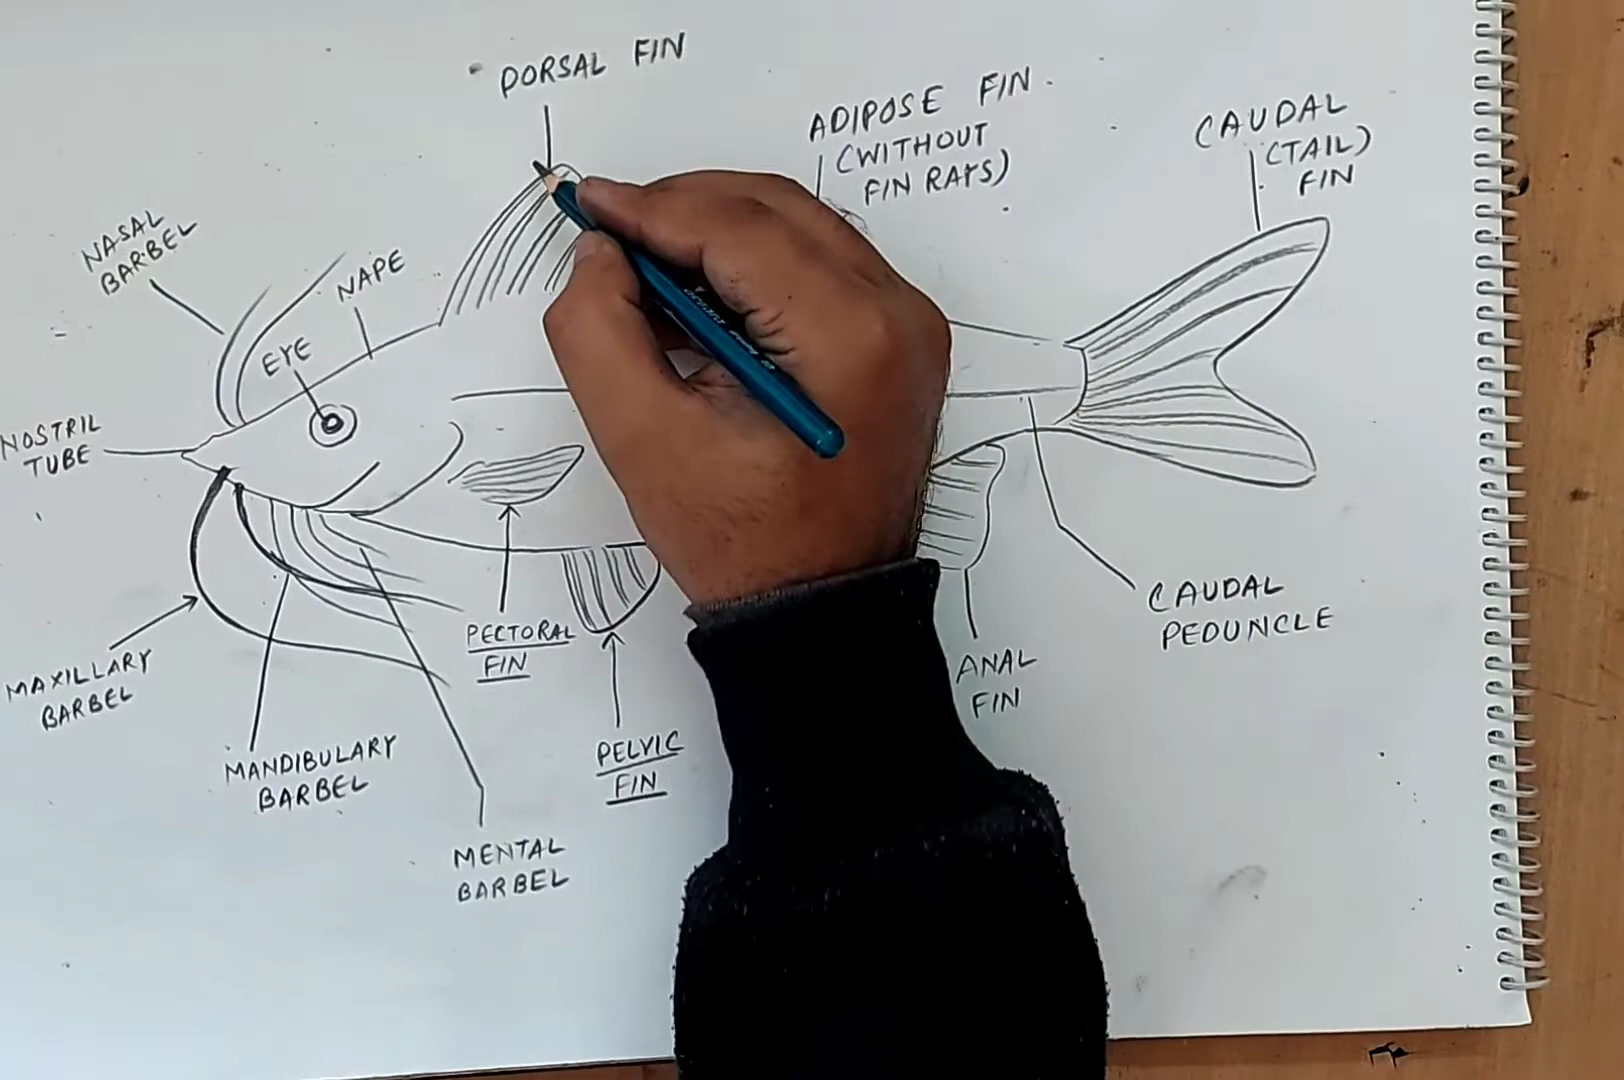 DORSAL FIN
ADIPOSE FIN
(WITHOUT
FIN RAYS)
CAUDAL
(TAIL)
FIN
NASAL
BARBEL
NAPE
EYE
NOSTRIL
TUBE
MAXILLARY
BARBEL
MANDIBULARY
BARBEL
MENTAL
BARBEL
PECTORAL
FIN
PELVIC
FIN
ANAL
FIN
CAUDAL
PEDUNCLE